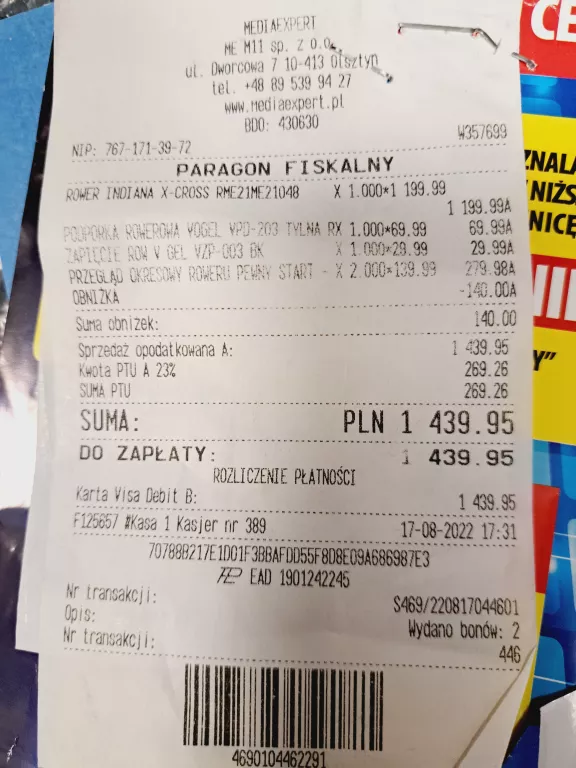 MEDIAEXPERT
ME M11 sp. z o.o.
ul. Dworcowa 7 10-413 Olsztyn
tel. +48 89 539 94 27
www.mediaexpert.pl
BDO: 430630
NIP: 767-171-39-72 W357699
PARAGON FISKALNY
ROWER INDIANA X-CROSS RME21ME21048 X 1.000*1 199.99
1 199.99A
PODPORKA ROWEROWA VOGEL VPD-203 TYLNA RX 1.000*69.99 69.99A
ZAPIĘCIE ROW V GEL VZP-003 BK X 1.000*29.99 29.99A
PRZEGLĄD OKRESOWY ROWERU PEWNY START - X 2.000*139.99 279.98A
OBNIŻKA -140.00A
Suma obniżek: 140.00
Sprzedaż opodatkowana A: 1 439.95
Kwota PTU A 23% 269.26
SUMA PTU 269.26
SUMA: PLN 1 439.95
DO ZAPŁATY: 1 439.95
ROZLICZENIE PŁATNOŚCI
Karta Visa Debit B: 1 439.95
F125657 #Kasa 1 Kasjer nr 389 17-08-2022 17:31
70788B217E1D01F3BBAFDD55F8D8E09A686987E3
EAD 1901242245
Nr transakcji: S469/220817044601
Opis: Wydano bonów: 2
Nr transakcji: 446
4690104462291
CE